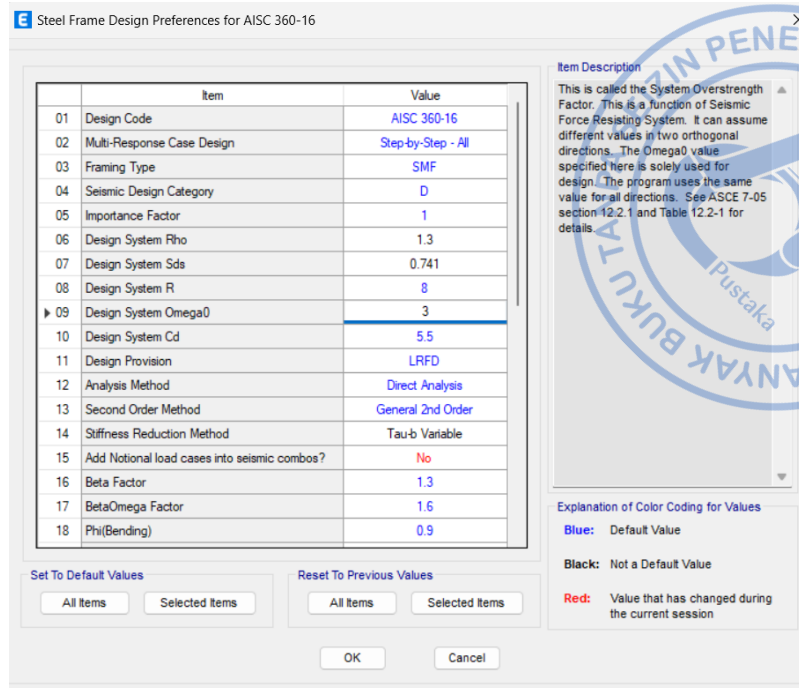 E Steel Frame Design Preferences for AISC 360-16
Item Value
01 Design Code AISC 360-16
02 Multi-Response Case Design Step-by-Step - All
03 Framing Type SMF
04 Seismic Design Category D
05 Importance Factor 1
06 Design System Rho 1.3
07 Design System Sds 0.741
08 Design System R 8
09 Design System Omega0 3
10 Design System Cd 5.5
11 Design Provision LRFD
12 Analysis Method Direct Analysis
13 Second Order Method General 2nd Order
14 Stiffness Reduction Method Tau-b Variable
15 Add Notional load cases into seismic combos? No
16 Beta Factor 1.3
17 BetaOmega Factor 1.6
18 Phi(Bending) 0.9
Set To Default Values
All Items Selected Items
Reset To Previous Values
All Items Selected Items
Item Description
This is called the System Overstrength
Factor. This is a function of Seismic
Force Resisting System. It can assume
different values in two orthogonal
directions. The Omega0 value
specified here is solely used for
design. The program uses the same
value for all directions. See ASCE 7-05
section 12.2.1 and Table 12.2-1 for
details.
Explanation of Color Coding for Values
Blue: Default Value
Black: Not a Default Value
Red: Value that has changed during
the current session
OK Cancel
BUKU TANPA SEIZIN PENE
Pustaka
ANYAK